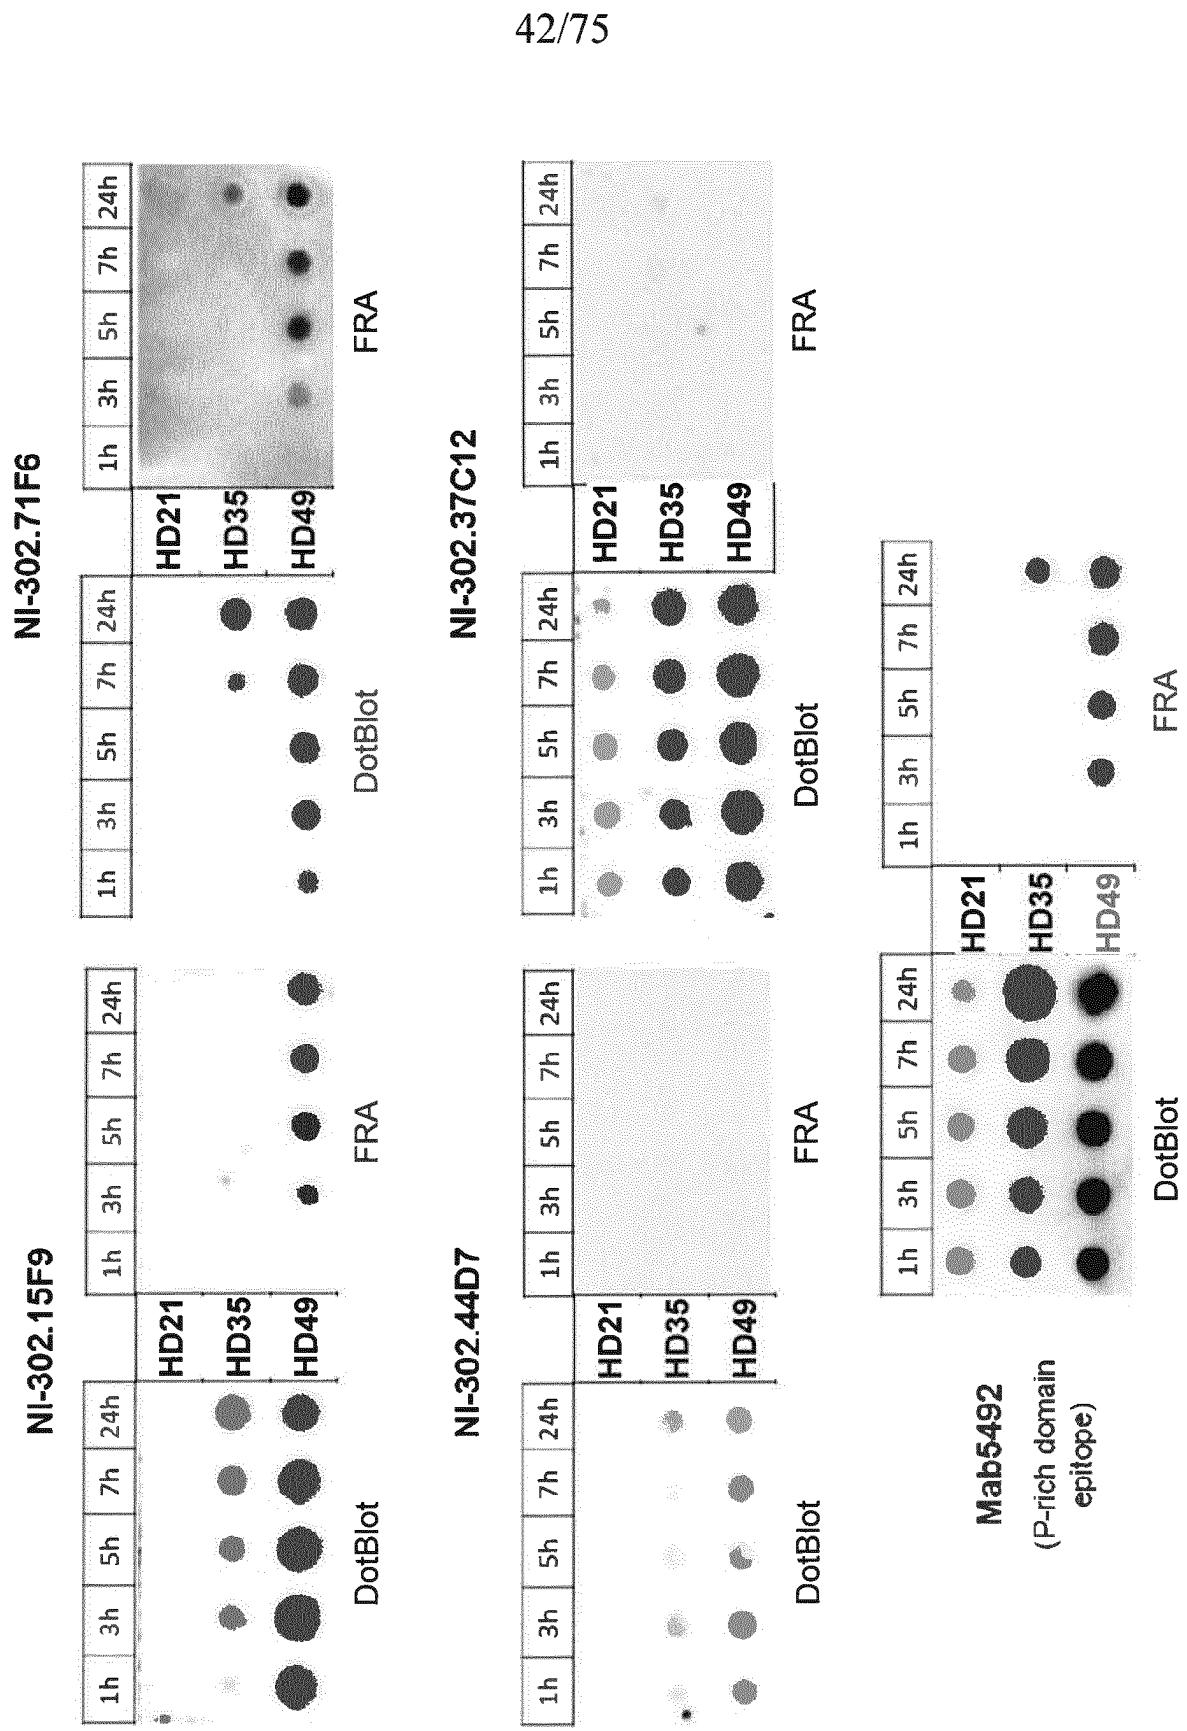 42/75
NI-302.15F9
1h 3h 5h 7h 24h
1h 3h 5h 7h 24h
HD21
HD35
HD49
DotBlot
FRA
NI-302.71F6
1h 3h 5h 7h 24h
1h 3h 5h 7h 24h
HD21
HD35
HD49
DotBlot
FRA
NI-302.44D7
1h 3h 5h 7h 24h
1h 3h 5h 7h 24h
HD21
HD35
HD49
DotBlot
FRA
NI-302.37C12
1h 3h 5h 7h 24h
1h 3h 5h 7h 24h
HD21
HD35
HD49
DotBlot
FRA
Mab5492
(P-rich domain
epitope)
1h 3h 5h 7h 24h
1h 3h 5h 7h 24h
HD21
HD35
HD49
DotBlot
FRA